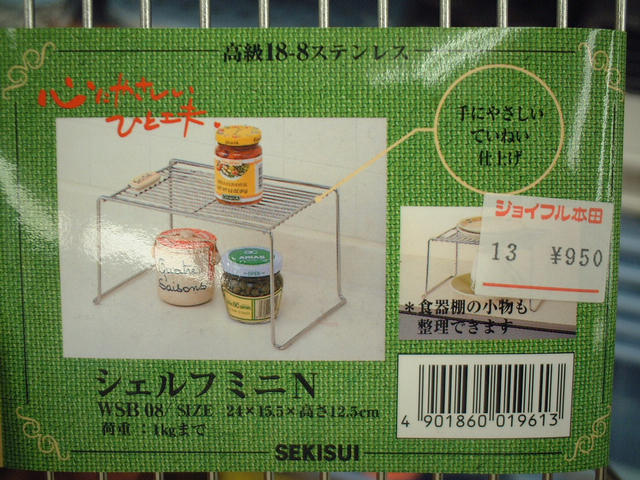 高級18-8ステンレス
心にやさしい
ひと工夫.
手にやさしい
ていねい
仕上げ
ジョイフル本田
13 ¥950
Quatre
Saisons
OPEN
＊食器棚の小物も
整理できます
シェルフミニN
WSB 08/SIZE 24×15.5×高さ12.5cm
荷重：1kgまで
4 901860 019613
SEKISUI